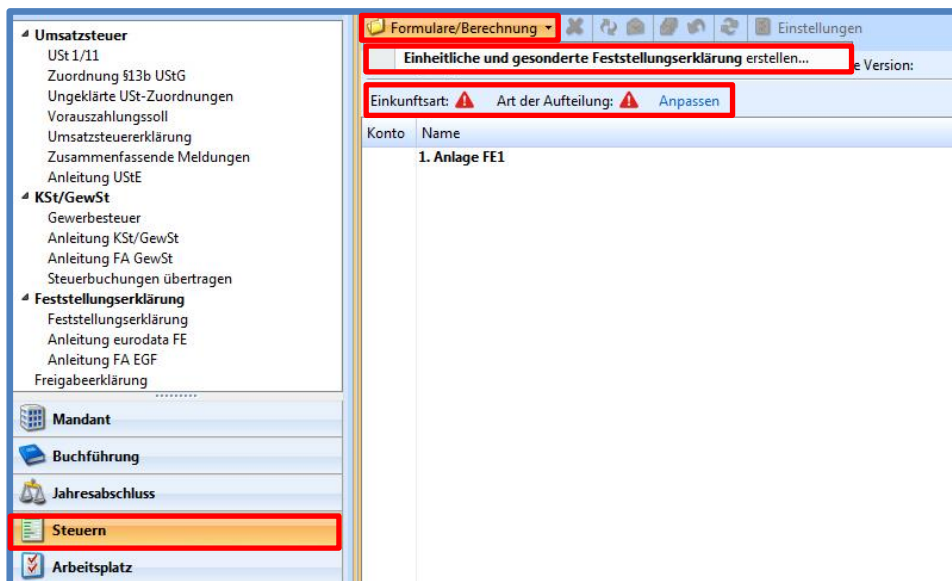 Umsatzsteuer
USt 1/11
Zuordnung §13b UStG
Ungeklärte USt-Zuordnungen
Vorauszahlungssoll
Umsatzsteuererklärung
Zusammenfassende Meldungen
Anleitung UStE
KSt/GewSt
Gewerbesteuer
Anleitung KSt/GewSt
Anleitung FA GewSt
Steuerbuchungen übertragen
Feststellungserklärung
Feststellungserklärung
Anleitung eurodata FE
Anleitung FA EGF
Freigabeerklärung
Mandant
Buchführung
Jahresabschluss
Steuern
Arbeitsplatz
Formulare/Berechnung Einstellungen
Einheitliche und gesonderte Feststellungserklärung erstellen... e Version:
Einkunftsart: Art der Aufteilung: Anpassen
Konto Name
1. Anlage FE1